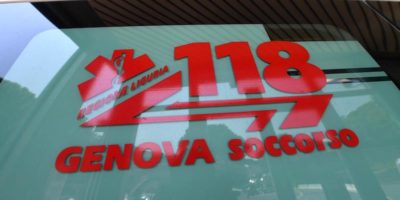 118
REGIONE LIGURIA
GENOVA SOCCORSO